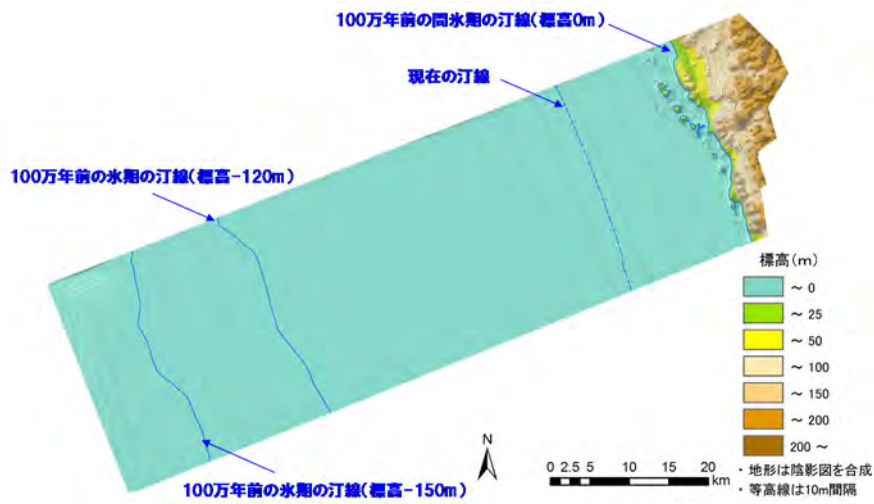 100万年前の間氷期の汀線(標高0m)
現在の汀線
100万年前の氷期の汀線(標高-120m)
100万年前の氷期の汀線(標高-150m)
標高(m)
～ 0
～ 25
～ 50
～ 100
～ 150
～ 200
200 ～
N
0 2.5 5 10 15 20
km
・地形は陰影図を合成
・等高線は10m間隔